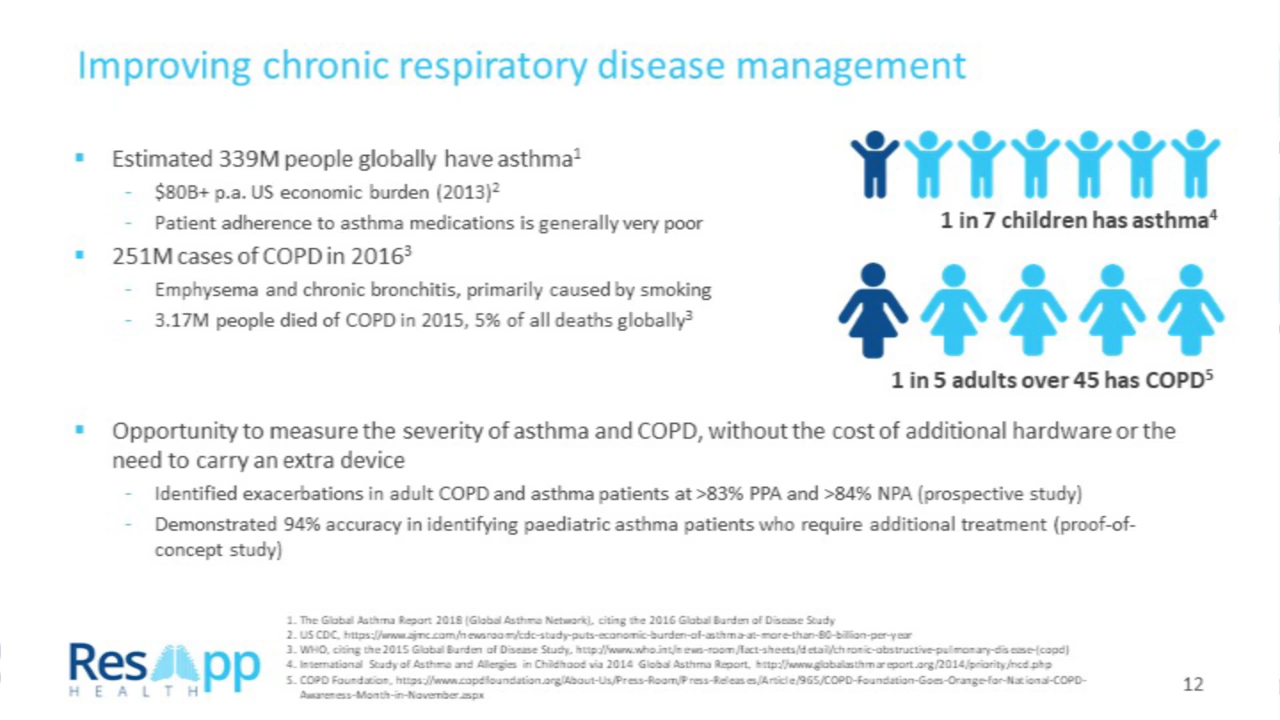 Improving chronic respiratory disease management
▪ Estimated 339M people globally have asthma¹
- $80B+ p.a. US economic burden (2013)²
- Patient adherence to asthma medications is generally very poor
▪ 251M cases of COPD in 2016³
- Emphysema and chronic bronchitis, primarily caused by smoking
- 3.17M people died of COPD in 2015, 5% of all deaths globally³
1 in 7 children has asthma⁴
1 in 5 adults over 45 has COPD⁵
▪ Opportunity to measure the severity of asthma and COPD, without the cost of additional hardware or the
need to carry an extra device
- Identified exacerbations in adult COPD and asthma patients at >83% PPA and >84% NPA (prospective study)
- Demonstrated 94% accuracy in identifying paediatric asthma patients who require additional treatment (proof-of-
concept study)
1. The Global Asthma Report 2018 (Global Asthma Network), citing the 2016 Global Burden of Disease Study
2. US CDC, https://www.ajmc.com/newsroom/cdc-study-puts-economic-burden-of-asthma-at-more-than-80-billion-per-year
3. WHO, citing the 2015 Global Burden of Disease Study, http://www.who.int/news-room/fact-sheets/detail/chronic-obstructive-pulmonary-disease-(copd)
4. International Study of Asthma and Allergies in Childhood via 2014 Global Asthma Report, http://www.globalasthmareport.org/2014/priority/ncd.php
5. COPD Foundation, https://www.copdfoundation.org/About-Us/Press-Room/Press-Releases/Article/965/COPD-Foundation-Goes-Orange-for-National-COPD-
Awareness-Month-in-November.aspx
ResApp
HEALTH
12